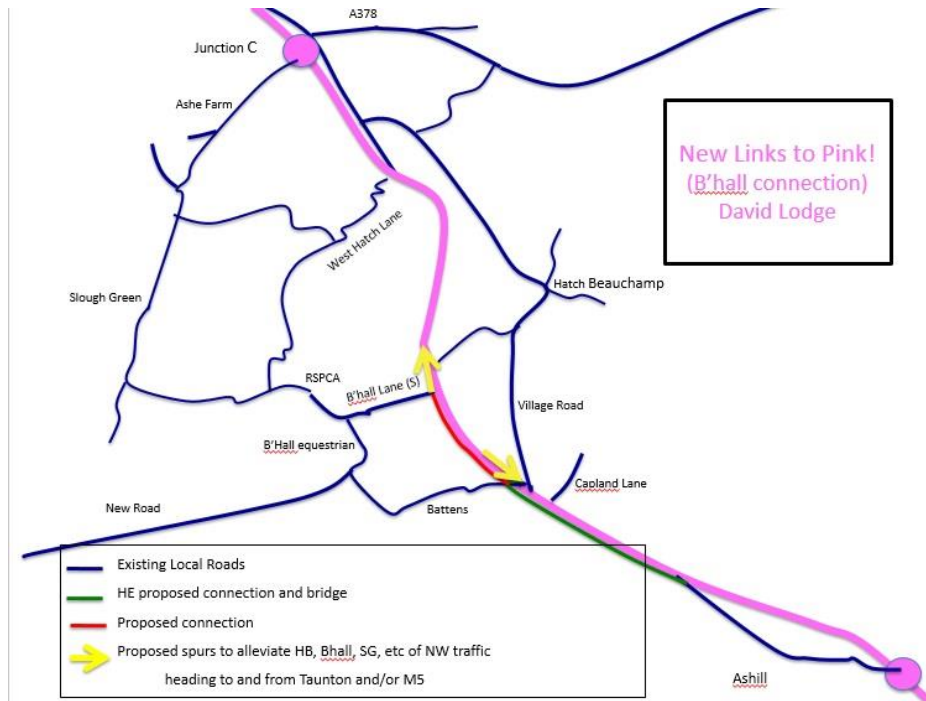 A378
Junction C
Ashe Farm
New Links to Pink!
(B'hall connection)
David Lodge
West Hatch Lane
Hatch Beauchamp
Slough Green
RSPCA
B'hall Lane (S)
Village Road
B'Hall equestrian
Capland Lane
New Road
Battens
Existing Local Roads
HE proposed connection and bridge
Proposed connection
Proposed spurs to alleviate HB, Bhall, SG, etc of NW traffic
heading to and from Taunton and/or M5
Ashill